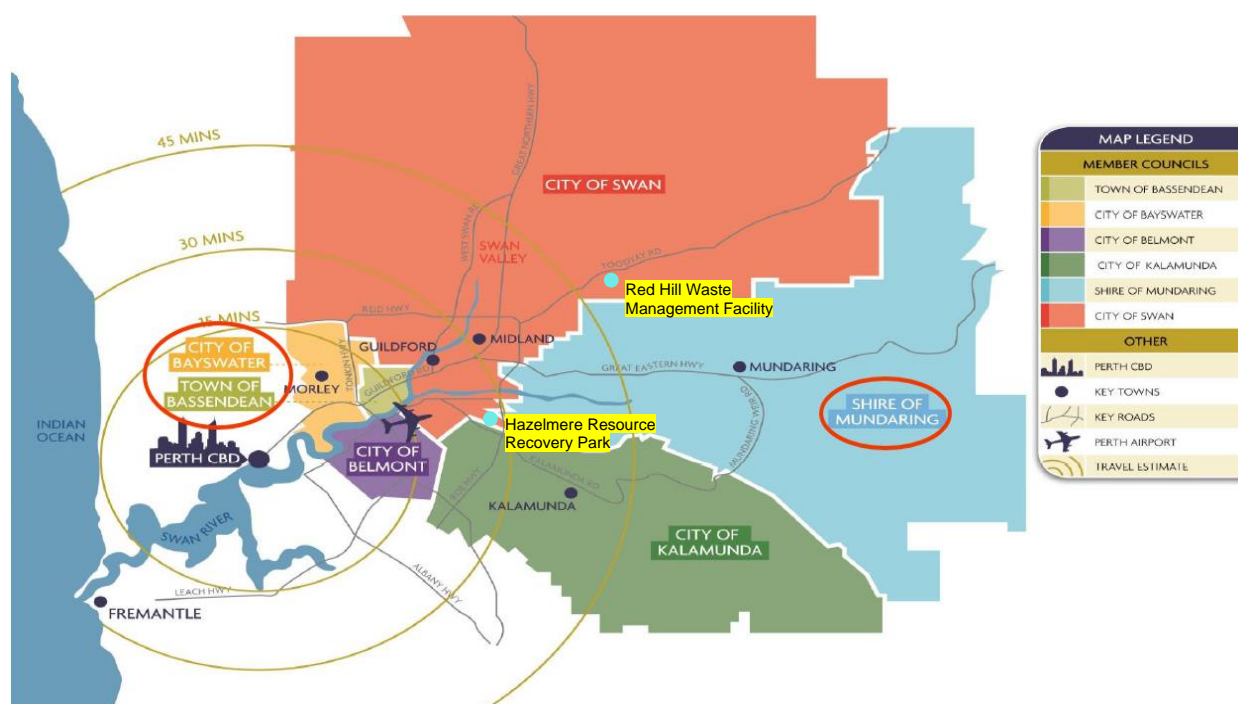 45 MINS
30 MINS
15 MINS
CITY OF SWAN
GREAT NORTHERN HWY
WEST SWAN RD
SWAN
VALLEY
TOODYAY RD
Red Hill Waste
Management Facility
REID HWY
TONKIN HWY
CITY OF
BAYSWATER
TOWN OF
BASSENDEAN
GUILDFORD
MIDLAND
MORLEY
GUILDFORD RD
GREAT EASTERN HWY
MUNDARING
MUNDARING WEIR RD
SHIRE OF
MUNDARING
INDIAN
OCEAN
PERTH CBD
CITY OF
BELMONT
Hazelmere Resource
Recovery Park
ROE HWY
KALAMUNDA RD
KALAMUNDA
CITY OF
KALAMUNDA
SWAN RIVER
LEACH HWY
ALBANY HWY
FREMANTLE
MAP LEGEND
MEMBER COUNCILS
TOWN OF BASSENDEAN
CITY OF BAYSWATER
CITY OF BELMONT
CITY OF KALAMUNDA
SHIRE OF MUNDARING
CITY OF SWAN
OTHER
PERTH CBD
KEY TOWNS
KEY ROADS
PERTH AIRPORT
TRAVEL ESTIMATE